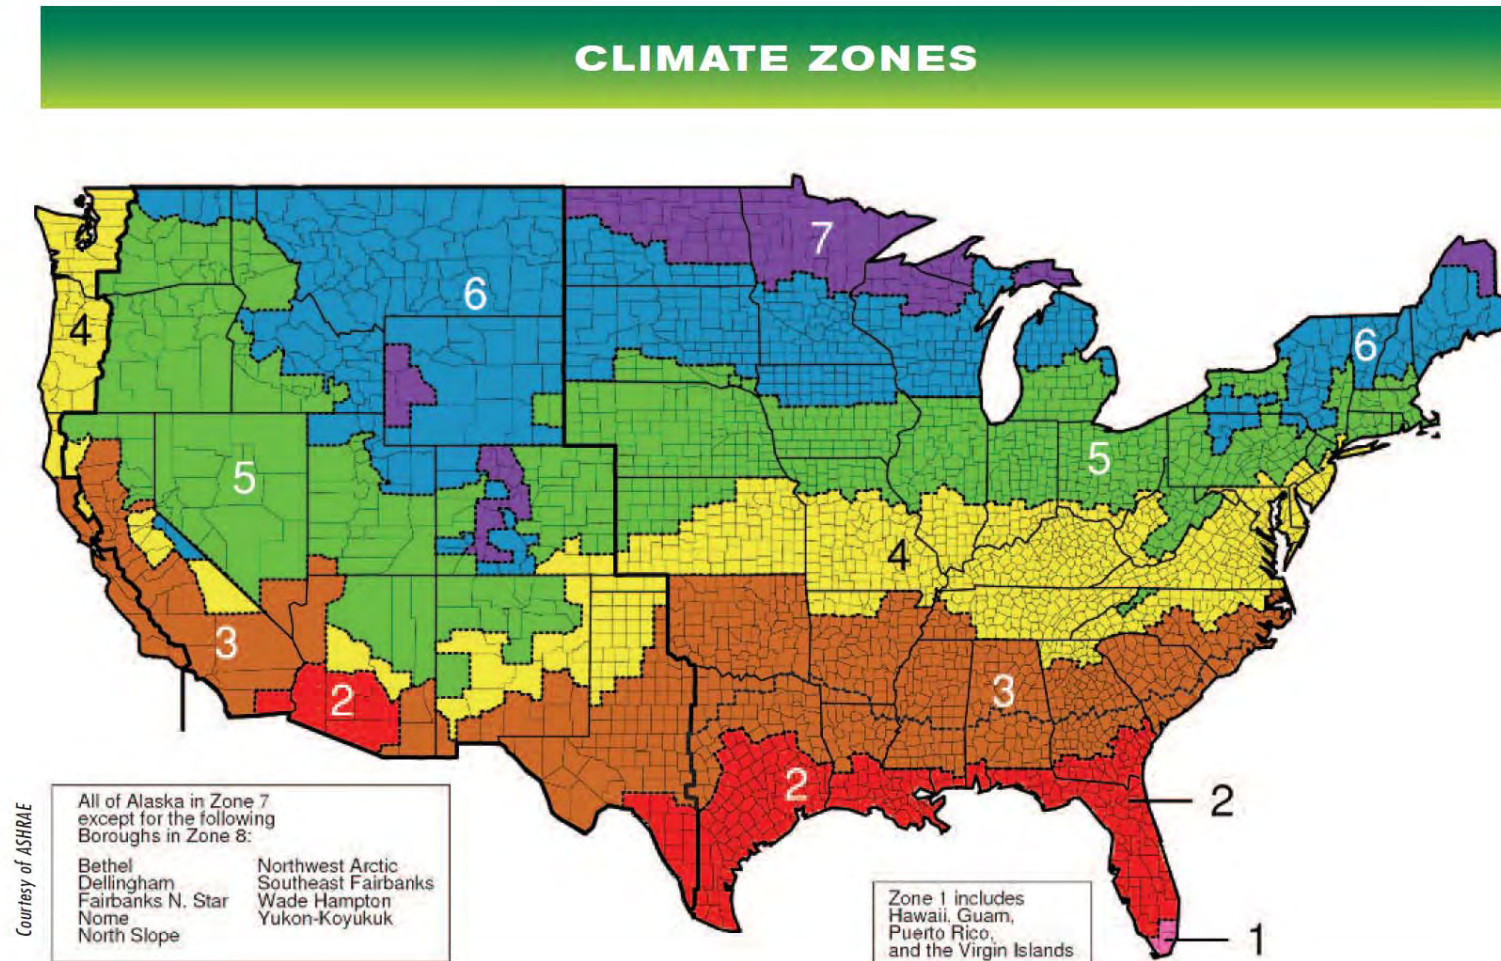 CLIMATE ZONES
7
6
4
6
5
5
4
3
3
2
2
2
1
All of Alaska in Zone 7
except for the following
Boroughs in Zone 8:
Bethel
Dellingham
Fairbanks N. Star
Nome
North Slope
Northwest Arctic
Southeast Fairbanks
Wade Hampton
Yukon-Koyukuk
Zone 1 includes
Hawaii, Guam,
Puerto Rico,
and the Virgin Islands
Courtesy of ASHRAE